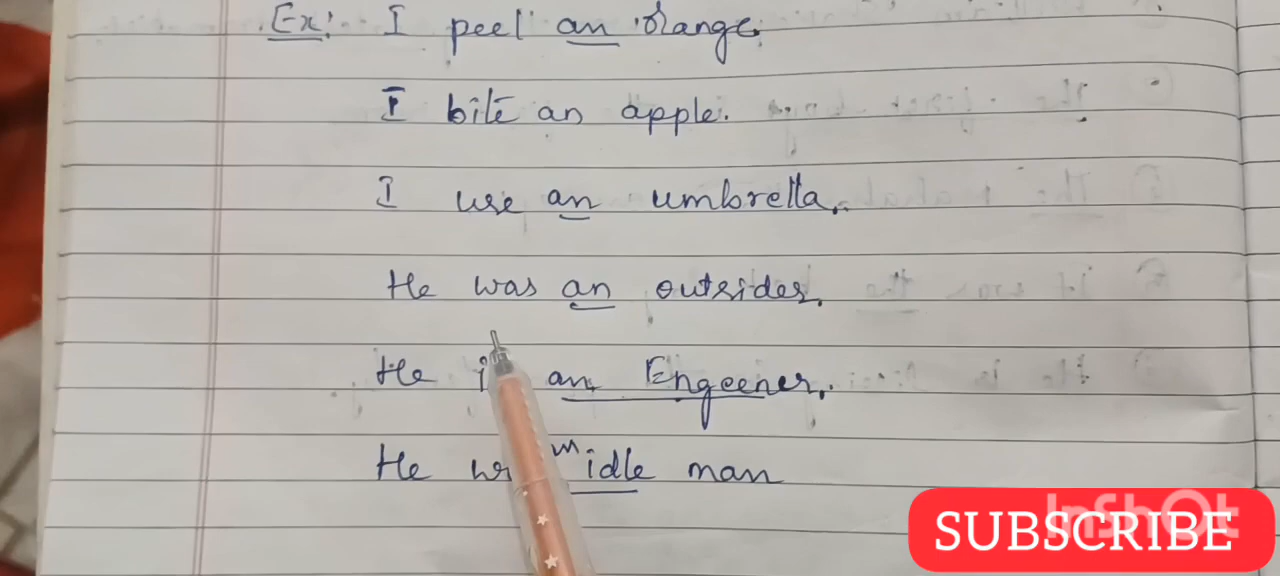 Ex: I peel an orange.
I bite an apple.
I use an umbrella.
He was an outsider.
He an Engeener.
He idle man
InShOt
SUBSCRIBE